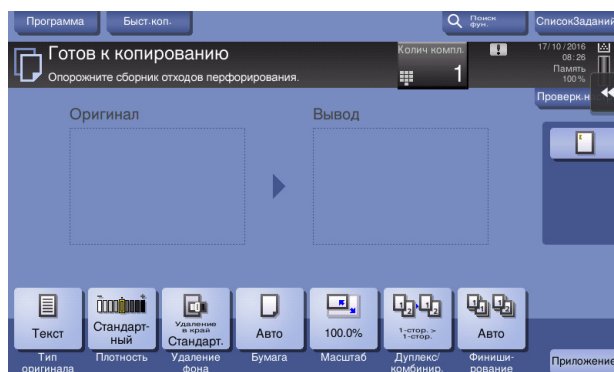 Программа
Быст.коп.
Поиск
фун.
СписокЗаданий
Готов к копированию
Опорожните сборник отходов перфорирования.
Колич компл.
1
17/10/2016
08:26
Память
100%
Проверк.н
Оригинал
Вывод
Текст
Стандарт-
ный
Удаление
в край
Стандарт.
Авто
100.0%
1-стор. >
1-стор.
Авто
Тип
оригинала
Плотность
Удаление
фона
Бумага
Масштаб
Дуплекс/
комбинир.
Финиши-
рование
Приложение